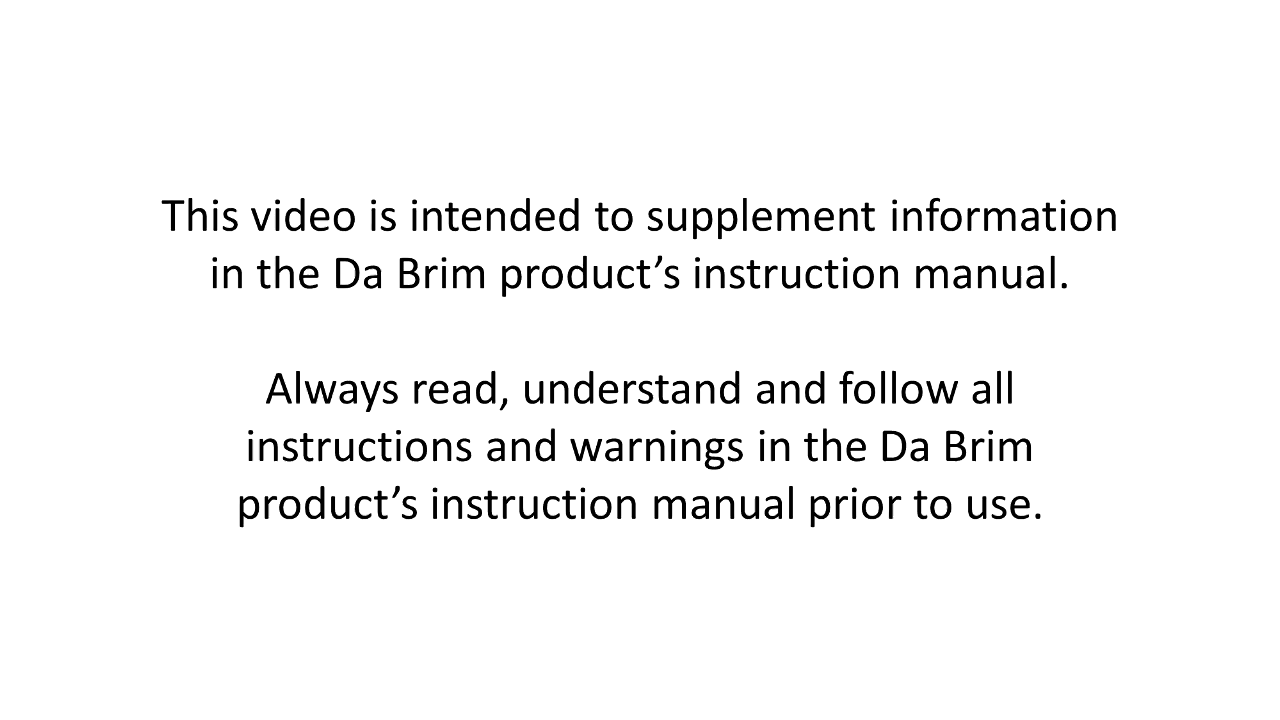 This video is intended to supplement information
in the Da Brim product’s instruction manual.
Always read, understand and follow all
instructions and warnings in the Da Brim
product’s instruction manual prior to use.